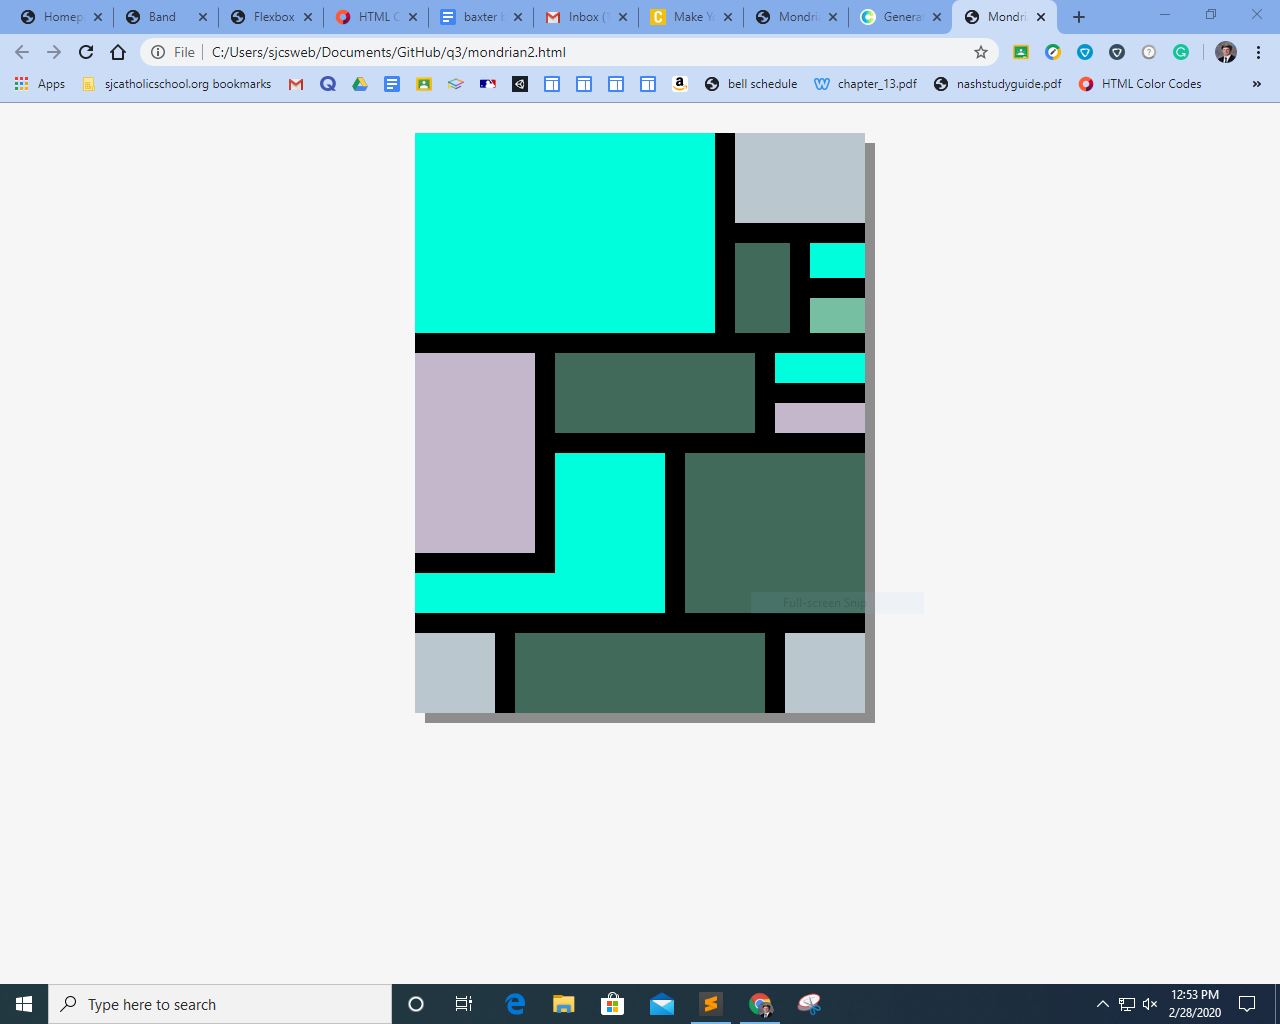 Homep Band Flexbox HTML C baxter b Inbox (1 Make Yo Mondri Genera Mondri
File C:/Users/sjcsweb/Documents/GitHub/q3/mondrian2.html
Apps sjcatholicschool.org bookmarks bell schedule chapter_13.pdf nashstudyguide.pdf HTML Color Codes »
Full-screen Snip
Type here to search
12:53 PM
2/28/2020